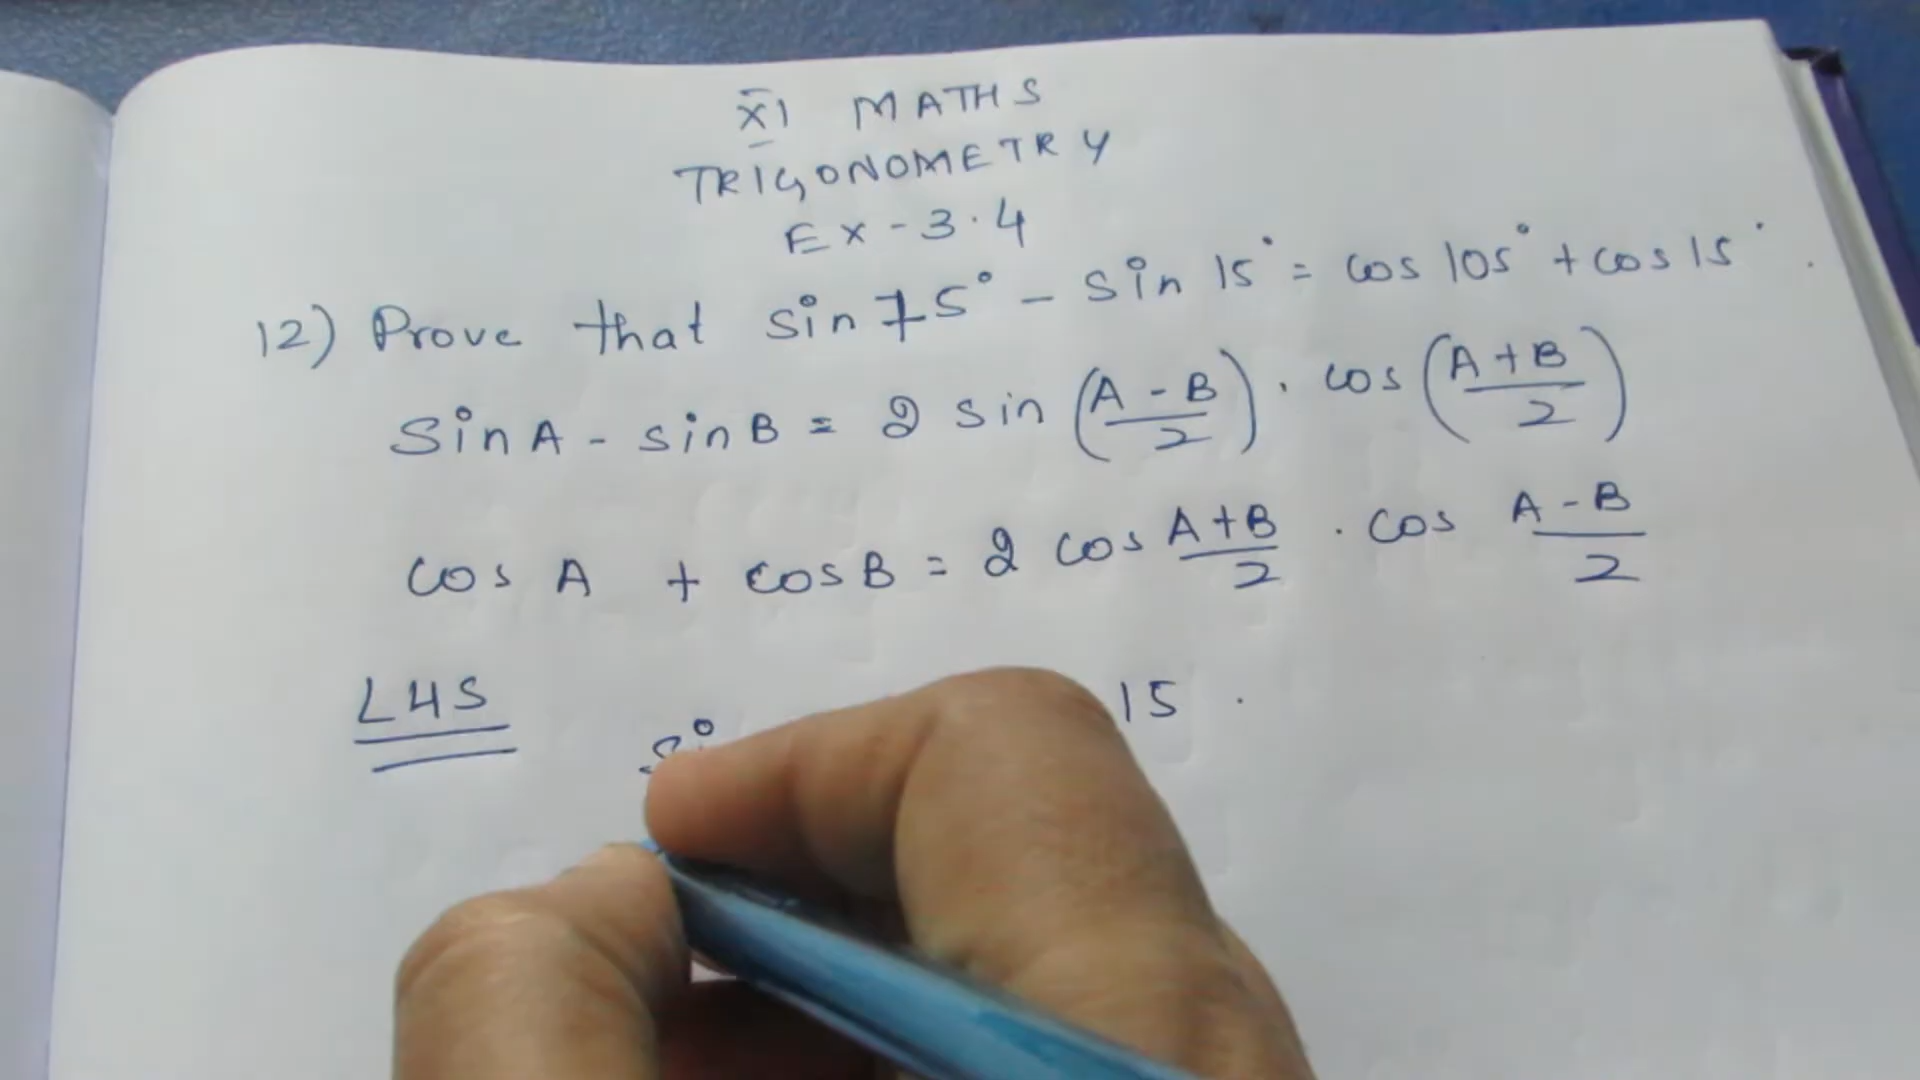 XI MATHS
TRIGONOMETRY
Ex - 3.4
12) Prove that sin 75° - sin 15° = cos 105° + cos 15°.
sin A - sin B = 2 sin (A - B / 2) . cos (A + B / 2)
cos A + cos B = 2 cos A + B / 2 . cos A - B / 2
LHS 15 .